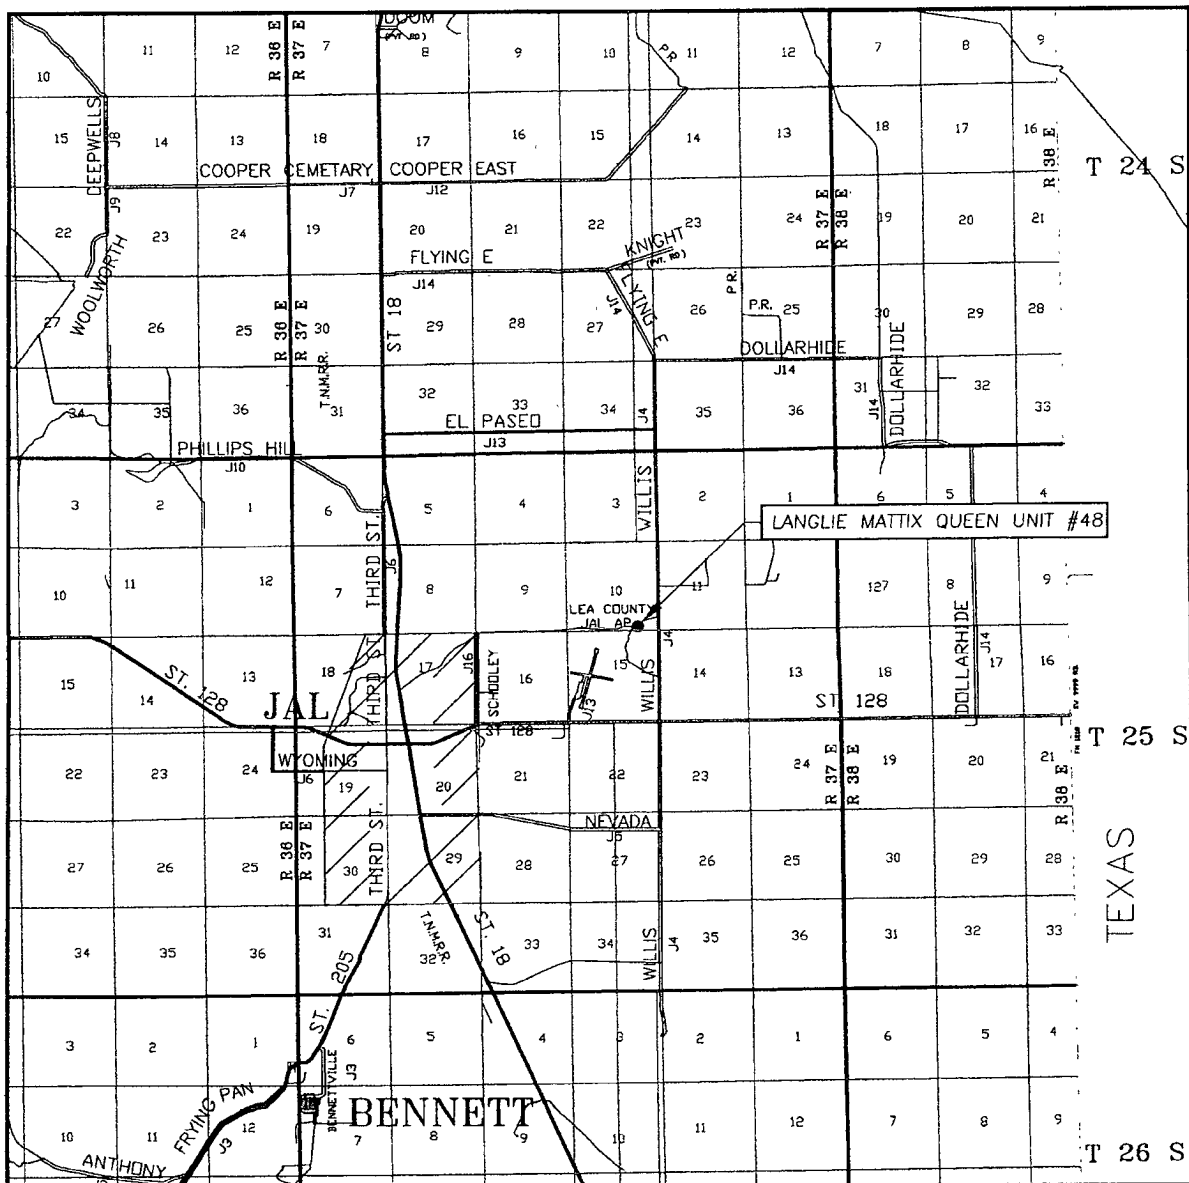 DOOM
(PVT. RD)
11 12 R 36 E R 37 E 7 8 9 10 P.R. 11 12 7 8 9
10
DEEPWELLS J8
15 14 13 18 17 16 15 14 13 18 17 16 R 38 E
T 24 S
COOPER CEMETARY COOPER EAST
J7 J12
J9
22 23 24 19 20 21 22 23 24 R 37 E R 38 E 19 20 21
WOOLWORTH
KNIGHT
(PVT. RD)
FLYING E
J14
FLYING E
J14
P.R.
P.R.
27 26 25 R 36 E R 37 E 30 29 28 27 26 25 30 29 28
ST 18
T.N.M.R.R.
DOLLARHIDE
J14
DOLLARHIDE
J14
34 35 36 31 32 33 34 J4 35 36 31 32 33
EL PASEO
J13
PHILLIPS HILL
J10
3 2 1 6 5 4 3 2 1 6 5 4
WILLIS
LANGLIE MATTIX QUEEN UNIT #48
THIRD ST.
J6
10 11 12 7 8 9 10 11 127 8 9
LEA COUNTY
JAL AP.
J4
DOLLARHIDE
J14
15 14 13 18 17 16 15 14 13 18 17 16
ST. 128
THIRD ST
J16
SCHOOLEY
J13
WILLIS
ST. 128
JAL
ST 128
T 25 S
WYOMING
J6
22 23 24 19 20 21 22 23 24 R 37 E R 38 E 19 20 21 R 38 E
THIRD ST.
NEVADA
J5
27 26 25 R 36 E R 37 E 30 29 28 27 26 25 30 29 28
TEXAS
34 35 36 31 32 33 34 35 36 31 32 33
T.N.M.R.R.
ST. 18
WILLIS
J4
ST. 205
3 2 1 6 5 4 3 2 1 6 5 4
BENNETTVILLE
J3
FRYING PAN
J3
BENNETT
10 11 12 7 8 9 10 11 12 7 8 9
ANTHONY
T 26 S